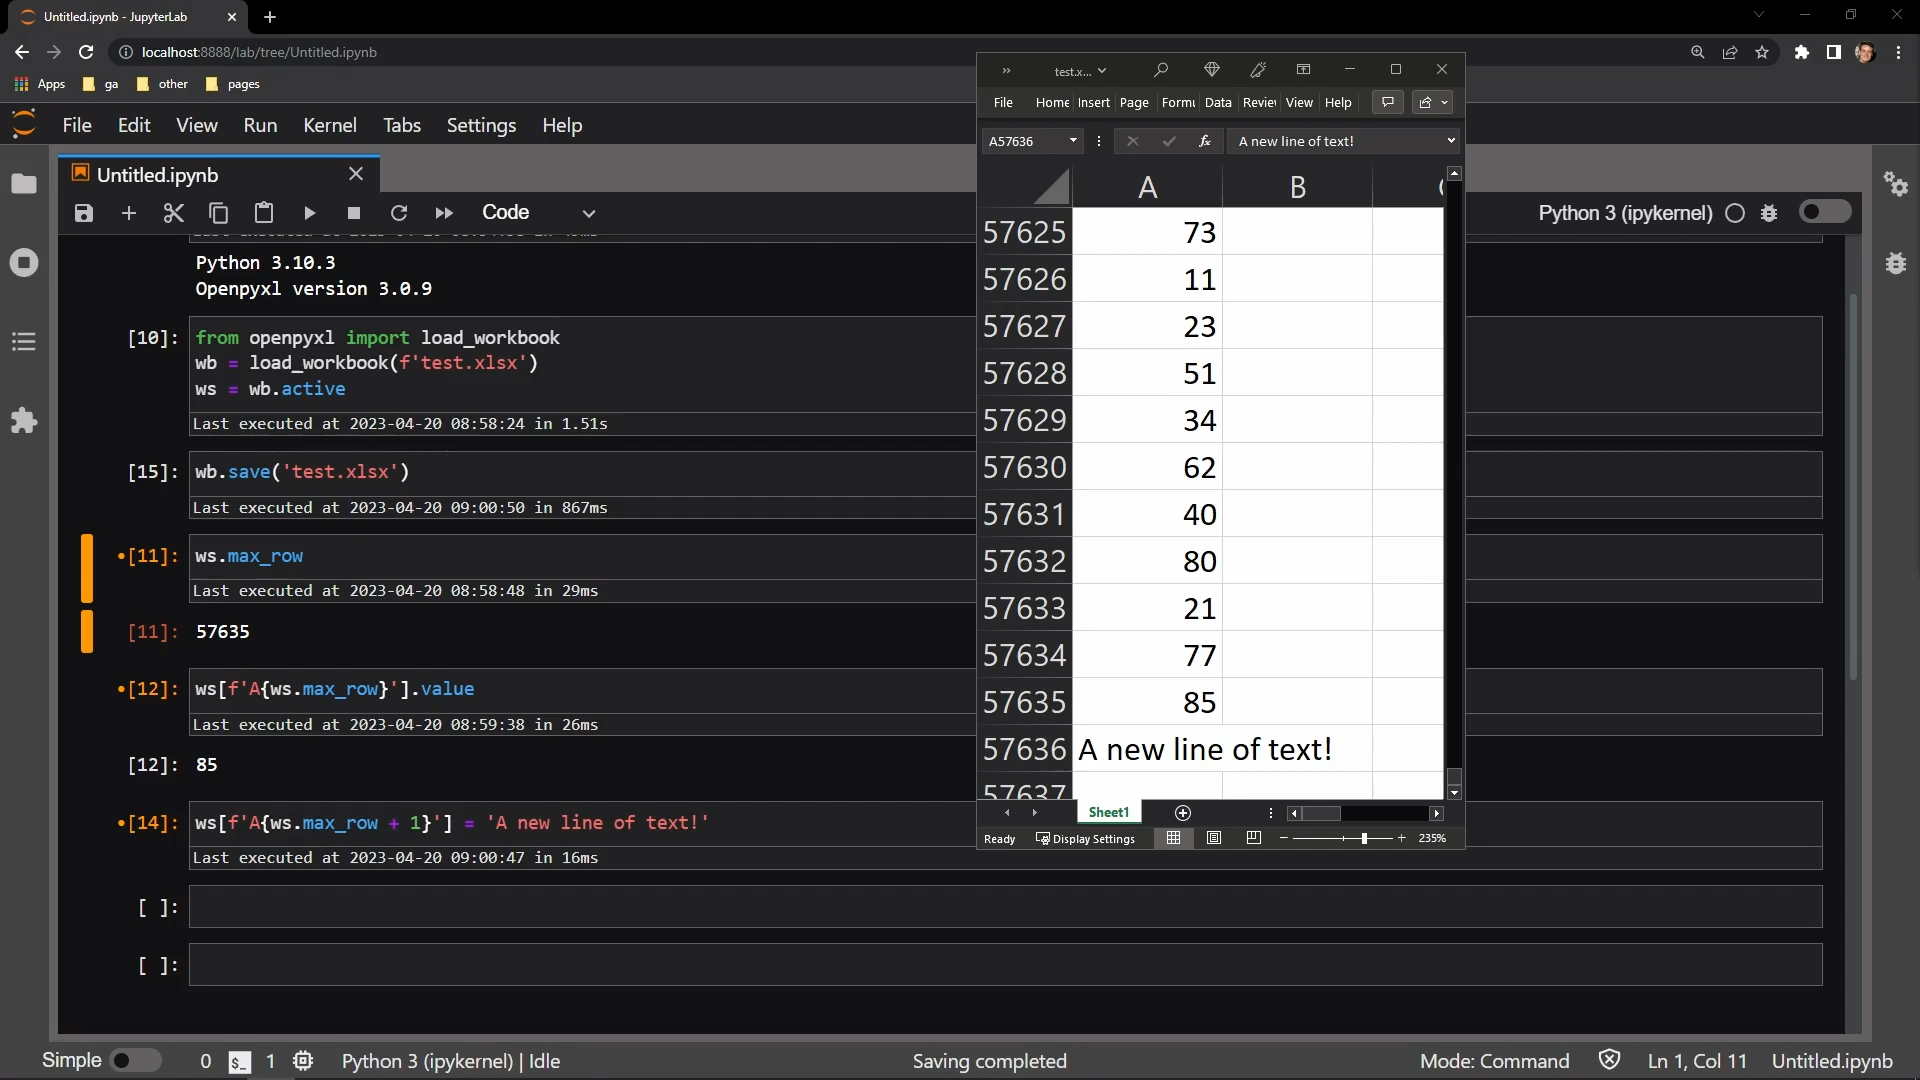 Untitled.ipynb - JupyterLab
localhost:8888/lab/tree/Untitled.ipynb
Apps ga other pages
File Edit View Run Kernel Tabs Settings Help
Untitled.ipynb
Code
Python 3 (ipykernel)
Python 3.10.3
Openpyxl version 3.0.9
[10]: from openpyxl import load_workbook
wb = load_workbook(f'test.xlsx')
ws = wb.active
Last executed at 2023-04-20 08:58:24 in 1.51s
[15]: wb.save('test.xlsx')
Last executed at 2023-04-20 09:00:50 in 867ms
•[11]: ws.max_row
Last executed at 2023-04-20 08:58:48 in 29ms
[11]: 57635
•[12]: ws[f'A{ws.max_row}'].value
Last executed at 2023-04-20 08:59:38 in 26ms
[12]: 85
•[14]: ws[f'A{ws.max_row + 1}'] = 'A new line of text!'
Last executed at 2023-04-20 09:00:47 in 16ms
[ ]:
[ ]:
test.x...
File Home Insert Page Formu Data Review View Help
A57636 fx A new line of text!
A B
57625 73
57626 11
57627 23
57628 51
57629 34
57630 62
57631 40
57632 80
57633 21
57634 77
57635 85
57636 A new line of text!
57637
Sheet1
Ready Display Settings 235%
Simple 0 $_ 1 Python 3 (ipykernel) | Idle Saving completed Mode: Command Ln 1, Col 11 Untitled.ipynb